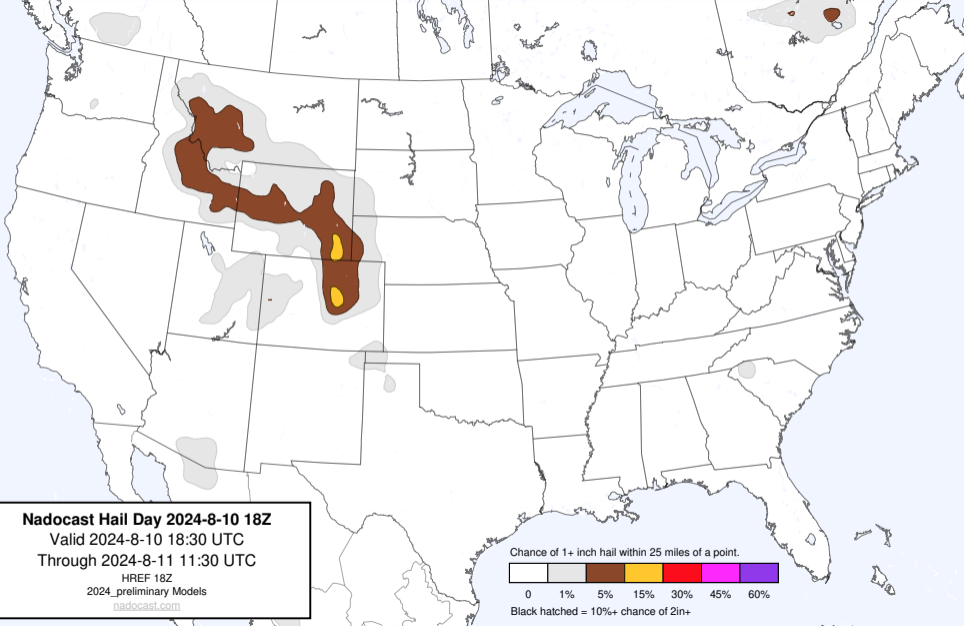 Nadocast Hail Day 2024-8-10 18Z
Valid 2024-8-10 18:30 UTC
Through 2024-8-11 11:30 UTC
HREF 18Z
2024_preliminary Models
nadocast.com
Chance of 1+ inch hail within 25 miles of a point.
0 1% 5% 15% 30% 45% 60%
Black hatched = 10%+ chance of 2in+